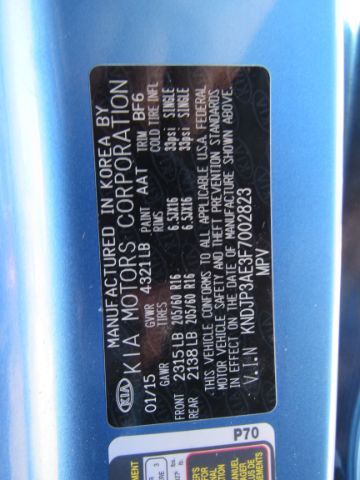 KIA
MANUFACTURED IN KOREA BY
KIA MOTORS CORPORATION
01/15 GVWR 4321LB PAINT AAT TRIM BF6
GAWR TIRES RIMS COLD TIRE INFL
FRONT 2315LB 205/60 R16 6.5JX16 33psi SINGLE
REAR 2138LB 205/60 R16 6.5JX16 33psi SINGLE
THIS VEHICLE CONFORMS TO ALL APPLICABLE U.S.A. FEDERAL
MOTOR VEHICLE SAFETY AND THEFT PREVENTION STANDARDS
IN EFFECT ON THE DATE OF MANUFACTURE SHOWN ABOVE.
V.I.N KNDJP3AE3F7002823
MPV
P70
MANUAL